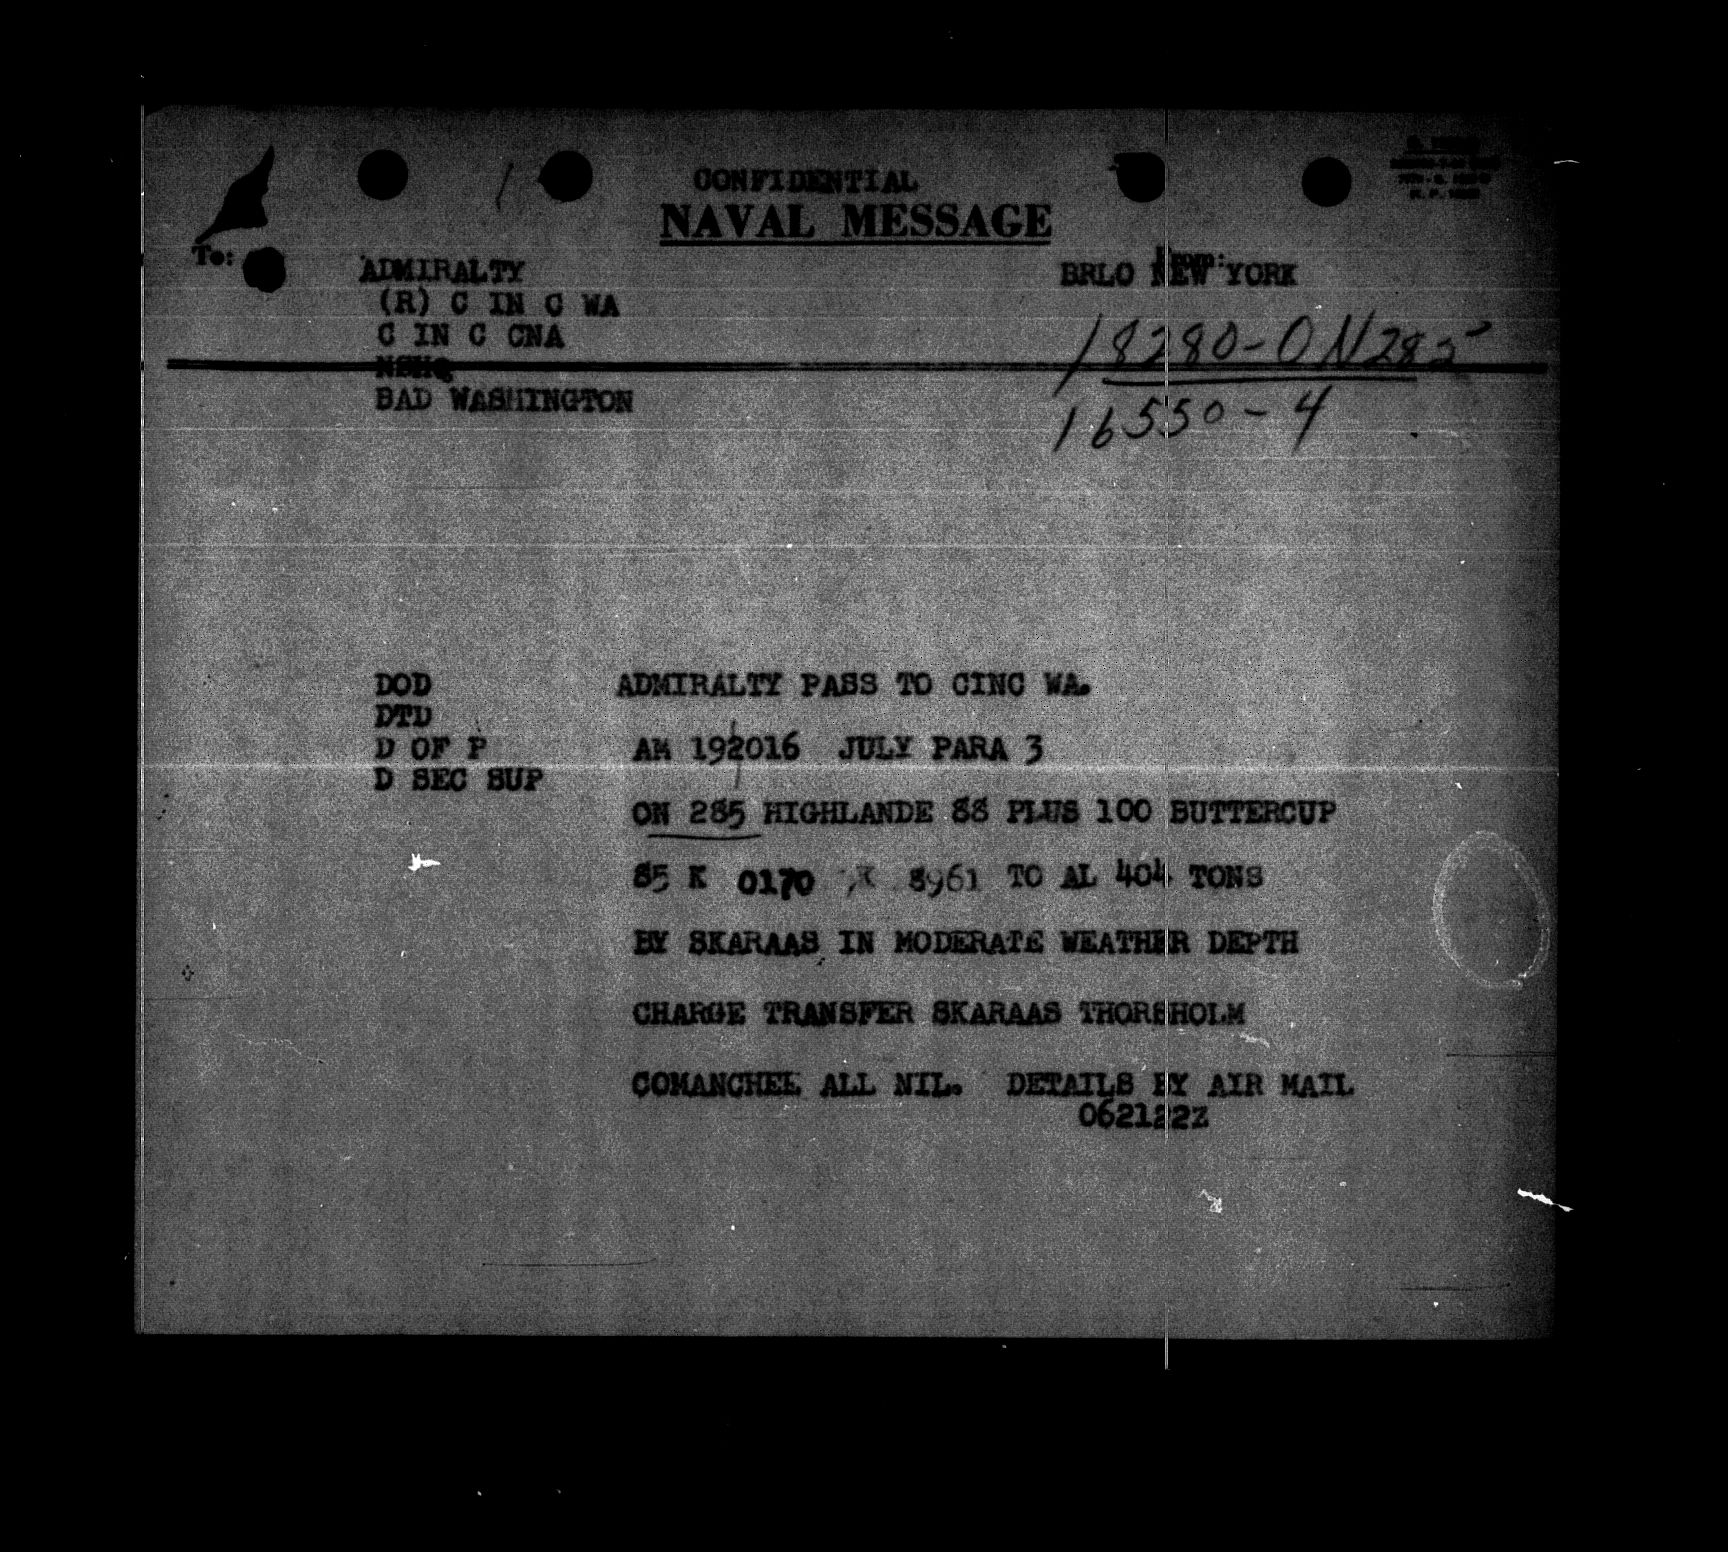 CONFIDENTIAL
NAVAL MESSAGE
To:
From:
ADMIRALTY
BRLO NEW YORK
(R) C IN C WA
C IN C CNA
18280-ON285
NSHQ
BAD WASHINGTON
16550-4
DOD
ADMIRALTY PASS TO CINC WA.
DTD
D OF P
AM 192016 JULY PARA 3
D SEC SUP
ON 285 HIGHLANDE 88 PLUS 100 BUTTERCUP
85 K 0170 K 8961 TO AL 404 TONS
BY SKARAAS IN MODERATE WEATHER DEPTH
CHARGE TRANSFER SKARAAS THORSHOLM
COMANCHEE ALL NIL. DETAILS BY AIR MAIL
062122Z